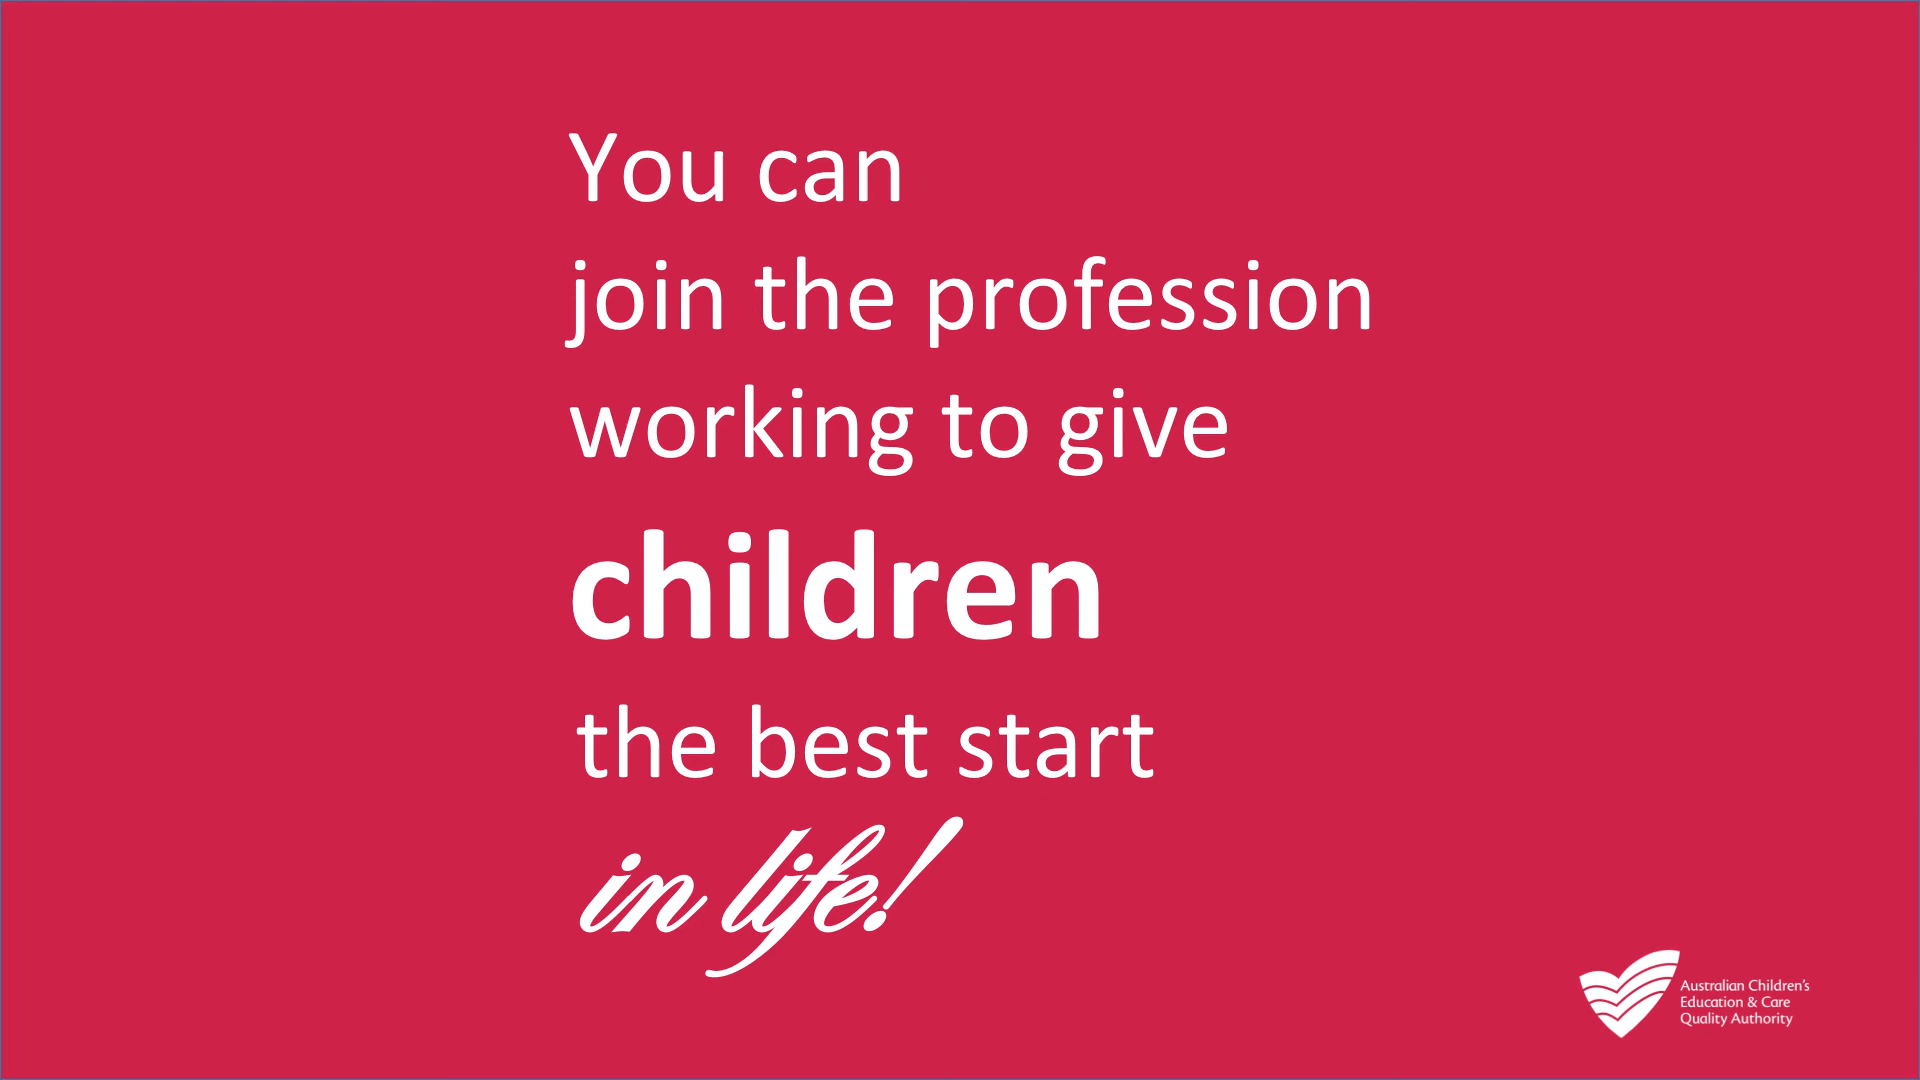 You can
join the profession
working to give
children
the best start
in life!
Australian Children's
Education & Care
Quality Authority